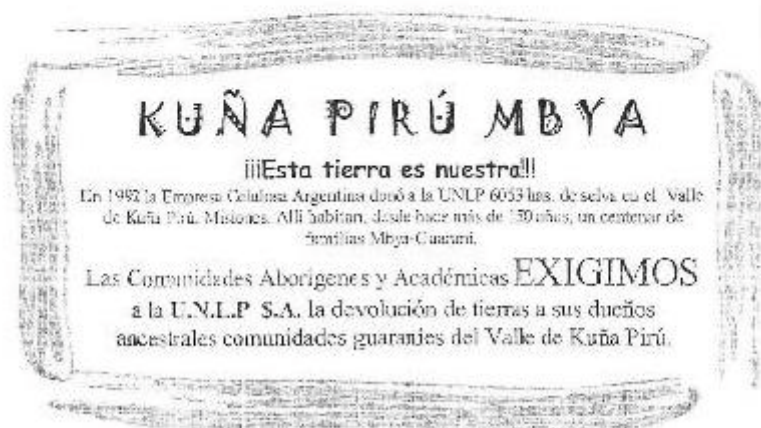 KUÑA PIRÚ MBYA
¡¡¡Esta tierra es nuestra!!!
En 1992 la Empresa Celulosa Argentina donó a la UNLP 6053 has. de selva en el Valle
de Kuña Pirú, Misiones. Allí habitan, desde hace más de 150 años, un centenar de
familias Mbya-Guaraní.
Las Comunidades Aborígenes y Académicas EXIGIMOS
a la U.N.L.P S.A. la devolución de tierras a sus dueños
ancestrales comunidades guaraníes del Valle de Kuña Pirú.